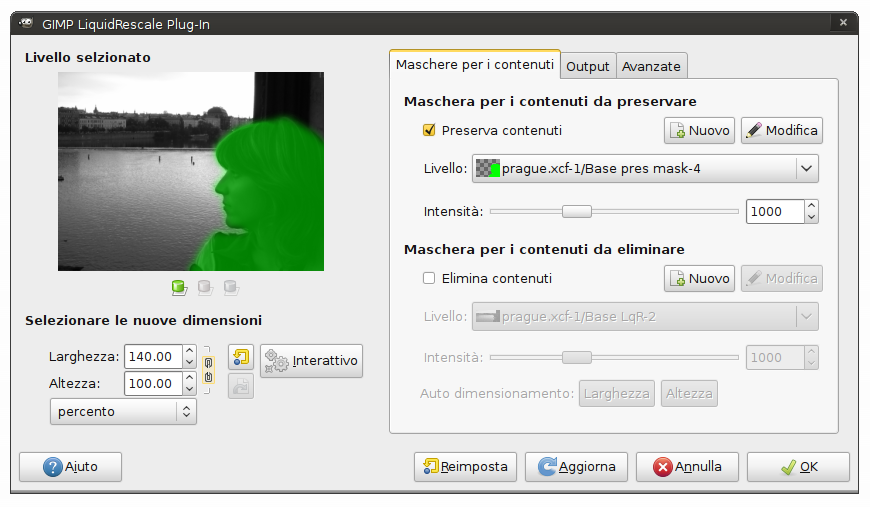 GIMP LiquidRescale Plug-In
Livello selzionato
Maschere per i contenuti
Output
Avanzate
Maschera per i contenuti da preservare
Preserva contenuti
Nuovo
Modifica
Livello:
prague.xcf-1/Base pres mask-4
Intensità:
1000
Maschera per i contenuti da eliminare
Elimina contenuti
Nuovo
Modifica
Livello:
prague.xcf-1/Base LqR-2
Intensità:
1000
Auto dimensionamento:
Larghezza
Altezza
Selezionare le nuove dimensioni
Larghezza:
140.00
Altezza:
100.00
percento
Interattivo
Aiuto
Reimposta
Aggiorna
Annulla
OK